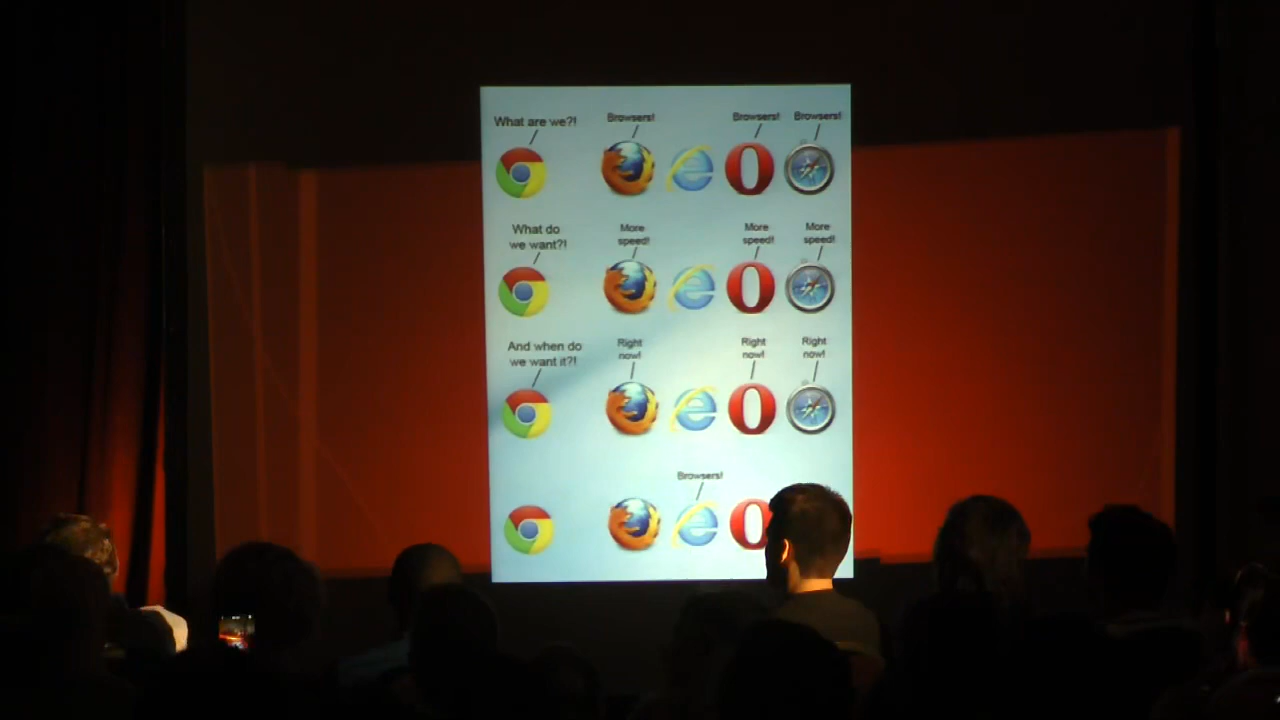 What are we?!
Browsers!
Browsers!
Browsers!
What do
we want?!
More
speed!
More
speed!
More
speed!
And when do
we want it?!
Right
now!
Right
now!
Right
now!
Browsers!